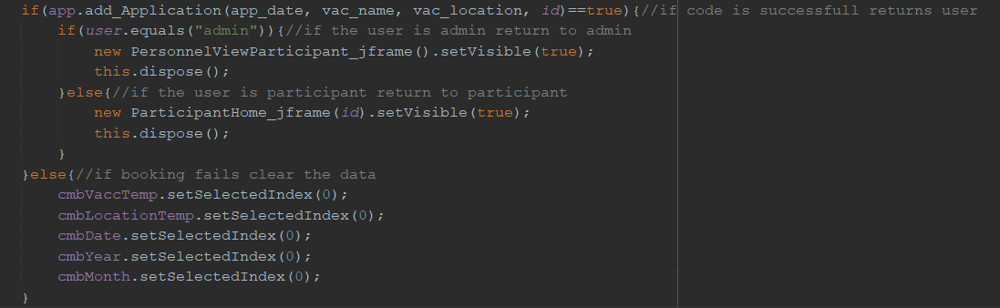 if(app.add_Application(app_date, vac_name, vac_location, id)==true){//if code is successfull returns user
if(user.equals("admin")){//if the user is admin return to admin
new PersonnelViewParticipant_jframe().setVisible(true);
this.dispose();
}else{//if the user is participant return to participant
new ParticipantHome_jframe(id).setVisible(true);
this.dispose();
}
}else{//if booking fails clear the data
cmbVaccTemp.setSelectedIndex(0);
cmbLocationTemp.setSelectedIndex(0);
cmbDate.setSelectedIndex(0);
cmbYear.setSelectedIndex(0);
cmbMonth.setSelectedIndex(0);
}